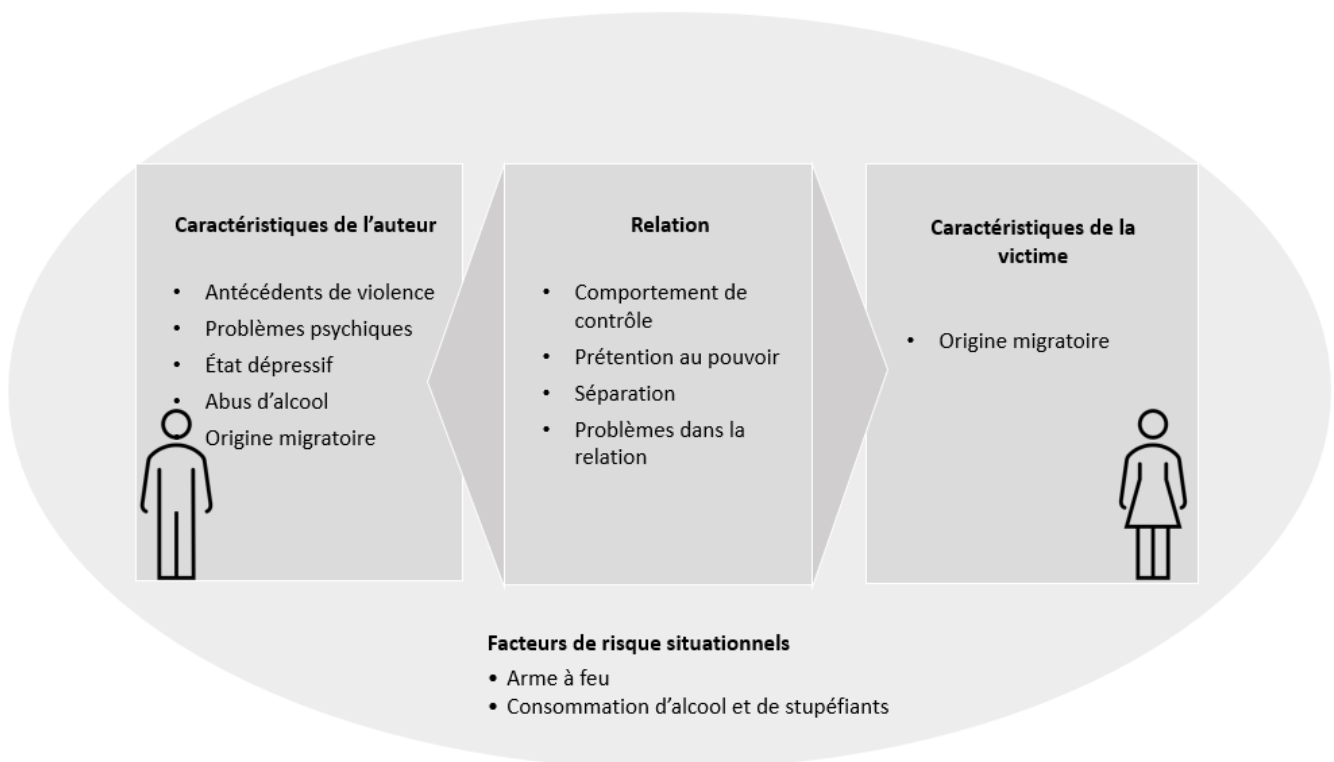 Caractéristiques de l'auteur
• Antécédents de violence
• Problèmes psychiques
• État dépressif
• Abus d'alcool
• Origine migratoire
Relation
• Comportement de
contrôle
• Prétention au pouvoir
• Séparation
• Problèmes dans la
relation
Caractéristiques de la
victime
• Origine migratoire
Facteurs de risque situationnels
• Arme à feu
• Consommation d'alcool et de stupéfiants